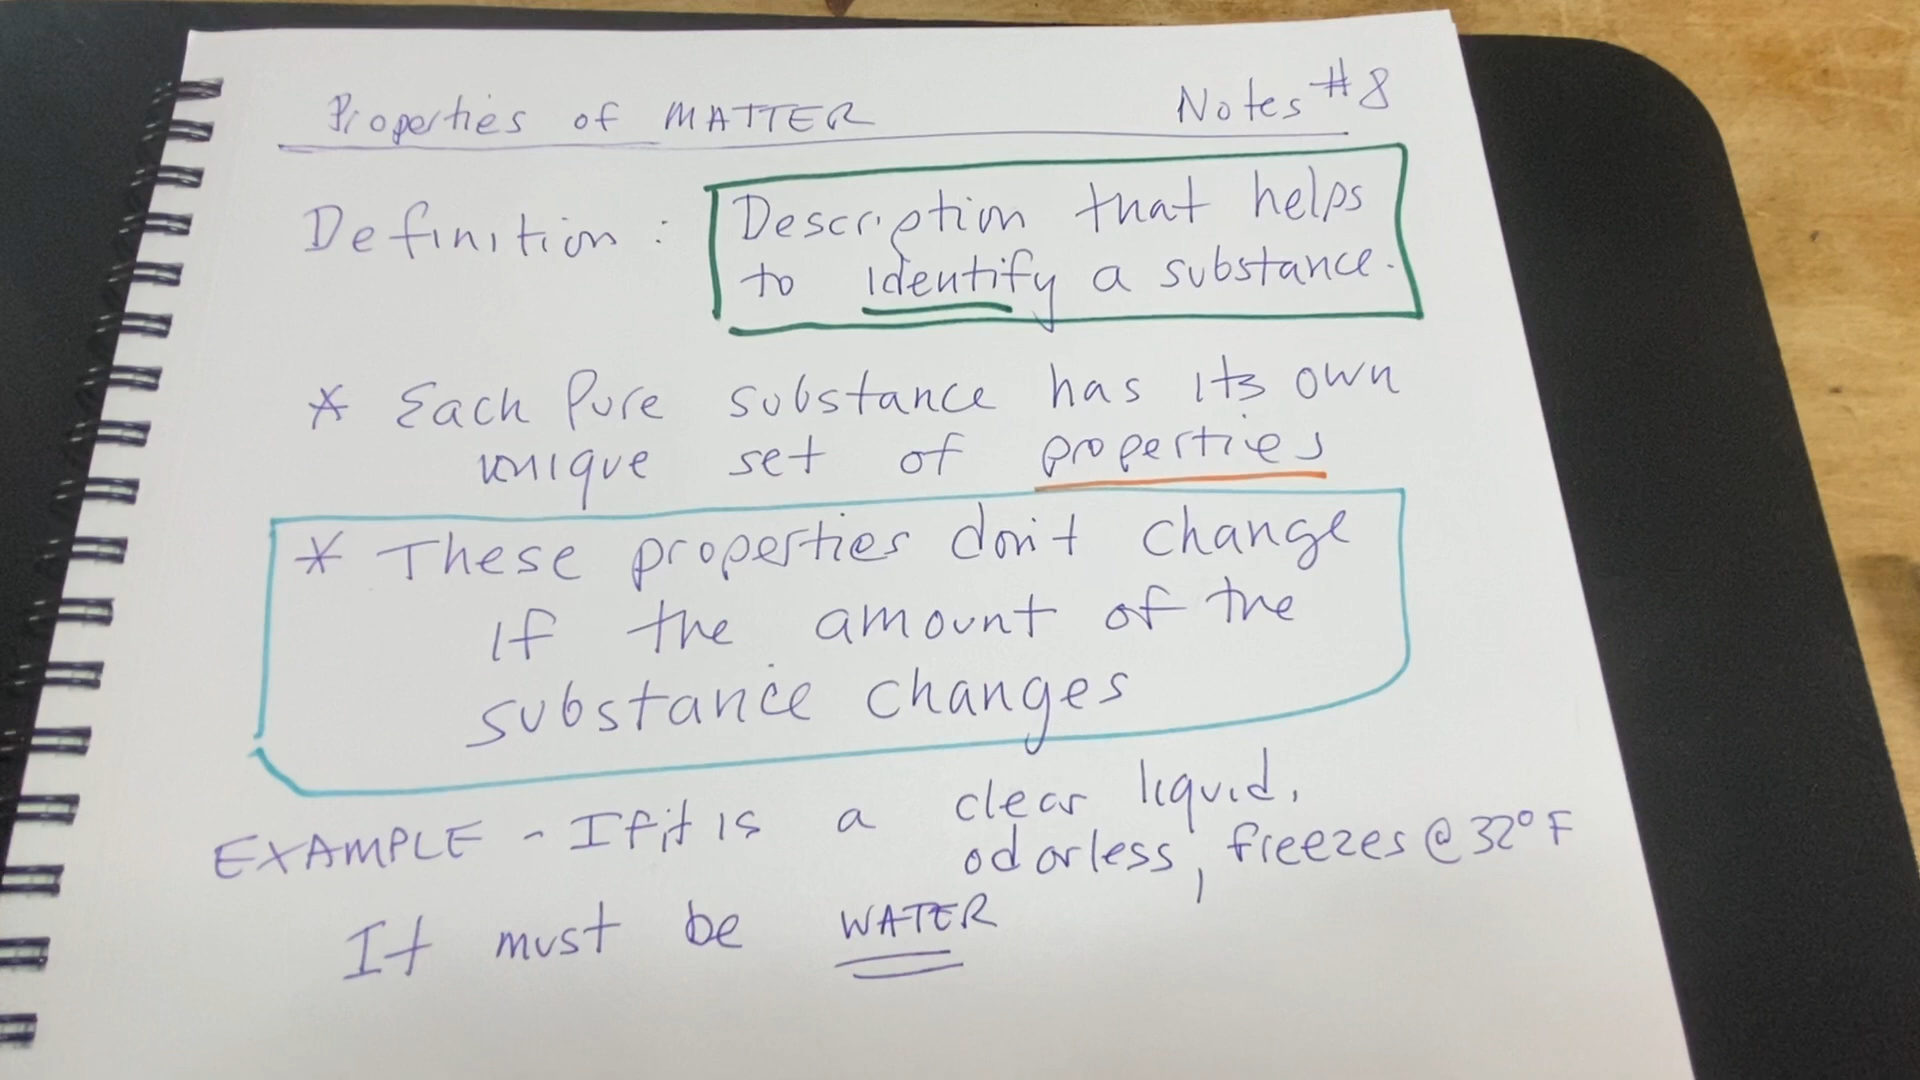 Properties of MATTER Notes #8
Definition: Description that helps
to identify a substance.
* Each Pure substance has its own
unique set of properties
* These properties don't change
if the amount of the
substance changes
EXAMPLE - If it is a clear liquid,
odorless, freezes @ 32°F
It must be WATER